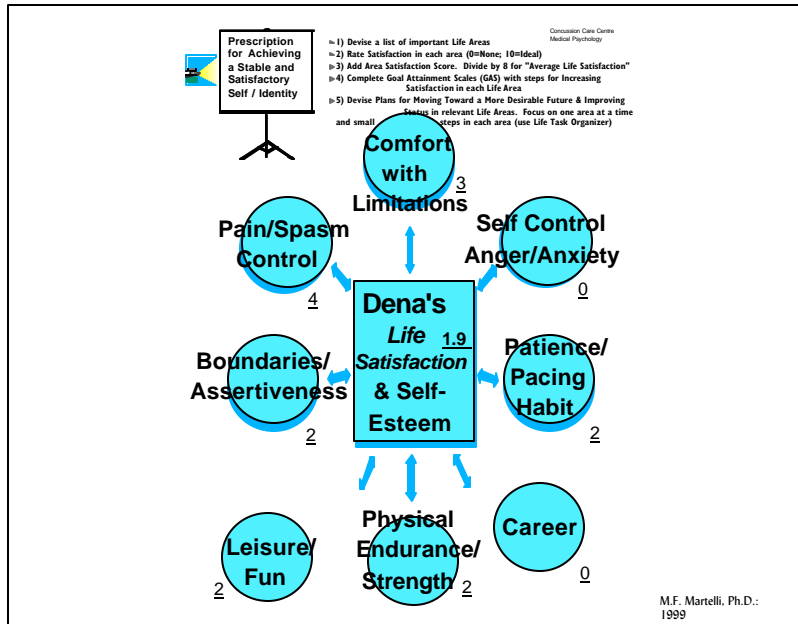 Prescription
for Achieving
a Stable and
Satisfactory
Self / Identity
Concussion Care Centre
Medical Psychology
1) Devise a list of important Life Areas
2) Rate Satisfaction in each area (0=None; 10=Ideal)
3) Add Area Satisfaction Score. Divide by 8 for "Average Life Satisfaction"
4) Complete Goal Attainment Scales (GAS) with steps for Increasing
Satisfaction in each Life Area
5) Devise Plans for Moving Toward a More Desirable Future & Improving
Status in relevant Life Areas. Focus on one area at a time
and small steps in each area (use Life Task Organizer)
Comfort
with
Limitations
3
Pain/Spasm
Control
4
Self Control
Anger/Anxiety
0
Dena's
Life 1.9
Satisfaction
& Self-
Esteem
Boundaries/
Assertiveness
2
Patience/
Pacing
Habit
2
Leisure/
Fun
2
Physical
Endurance/
Strength
2
Career
0
M.F. Martelli, Ph.D.:
1999